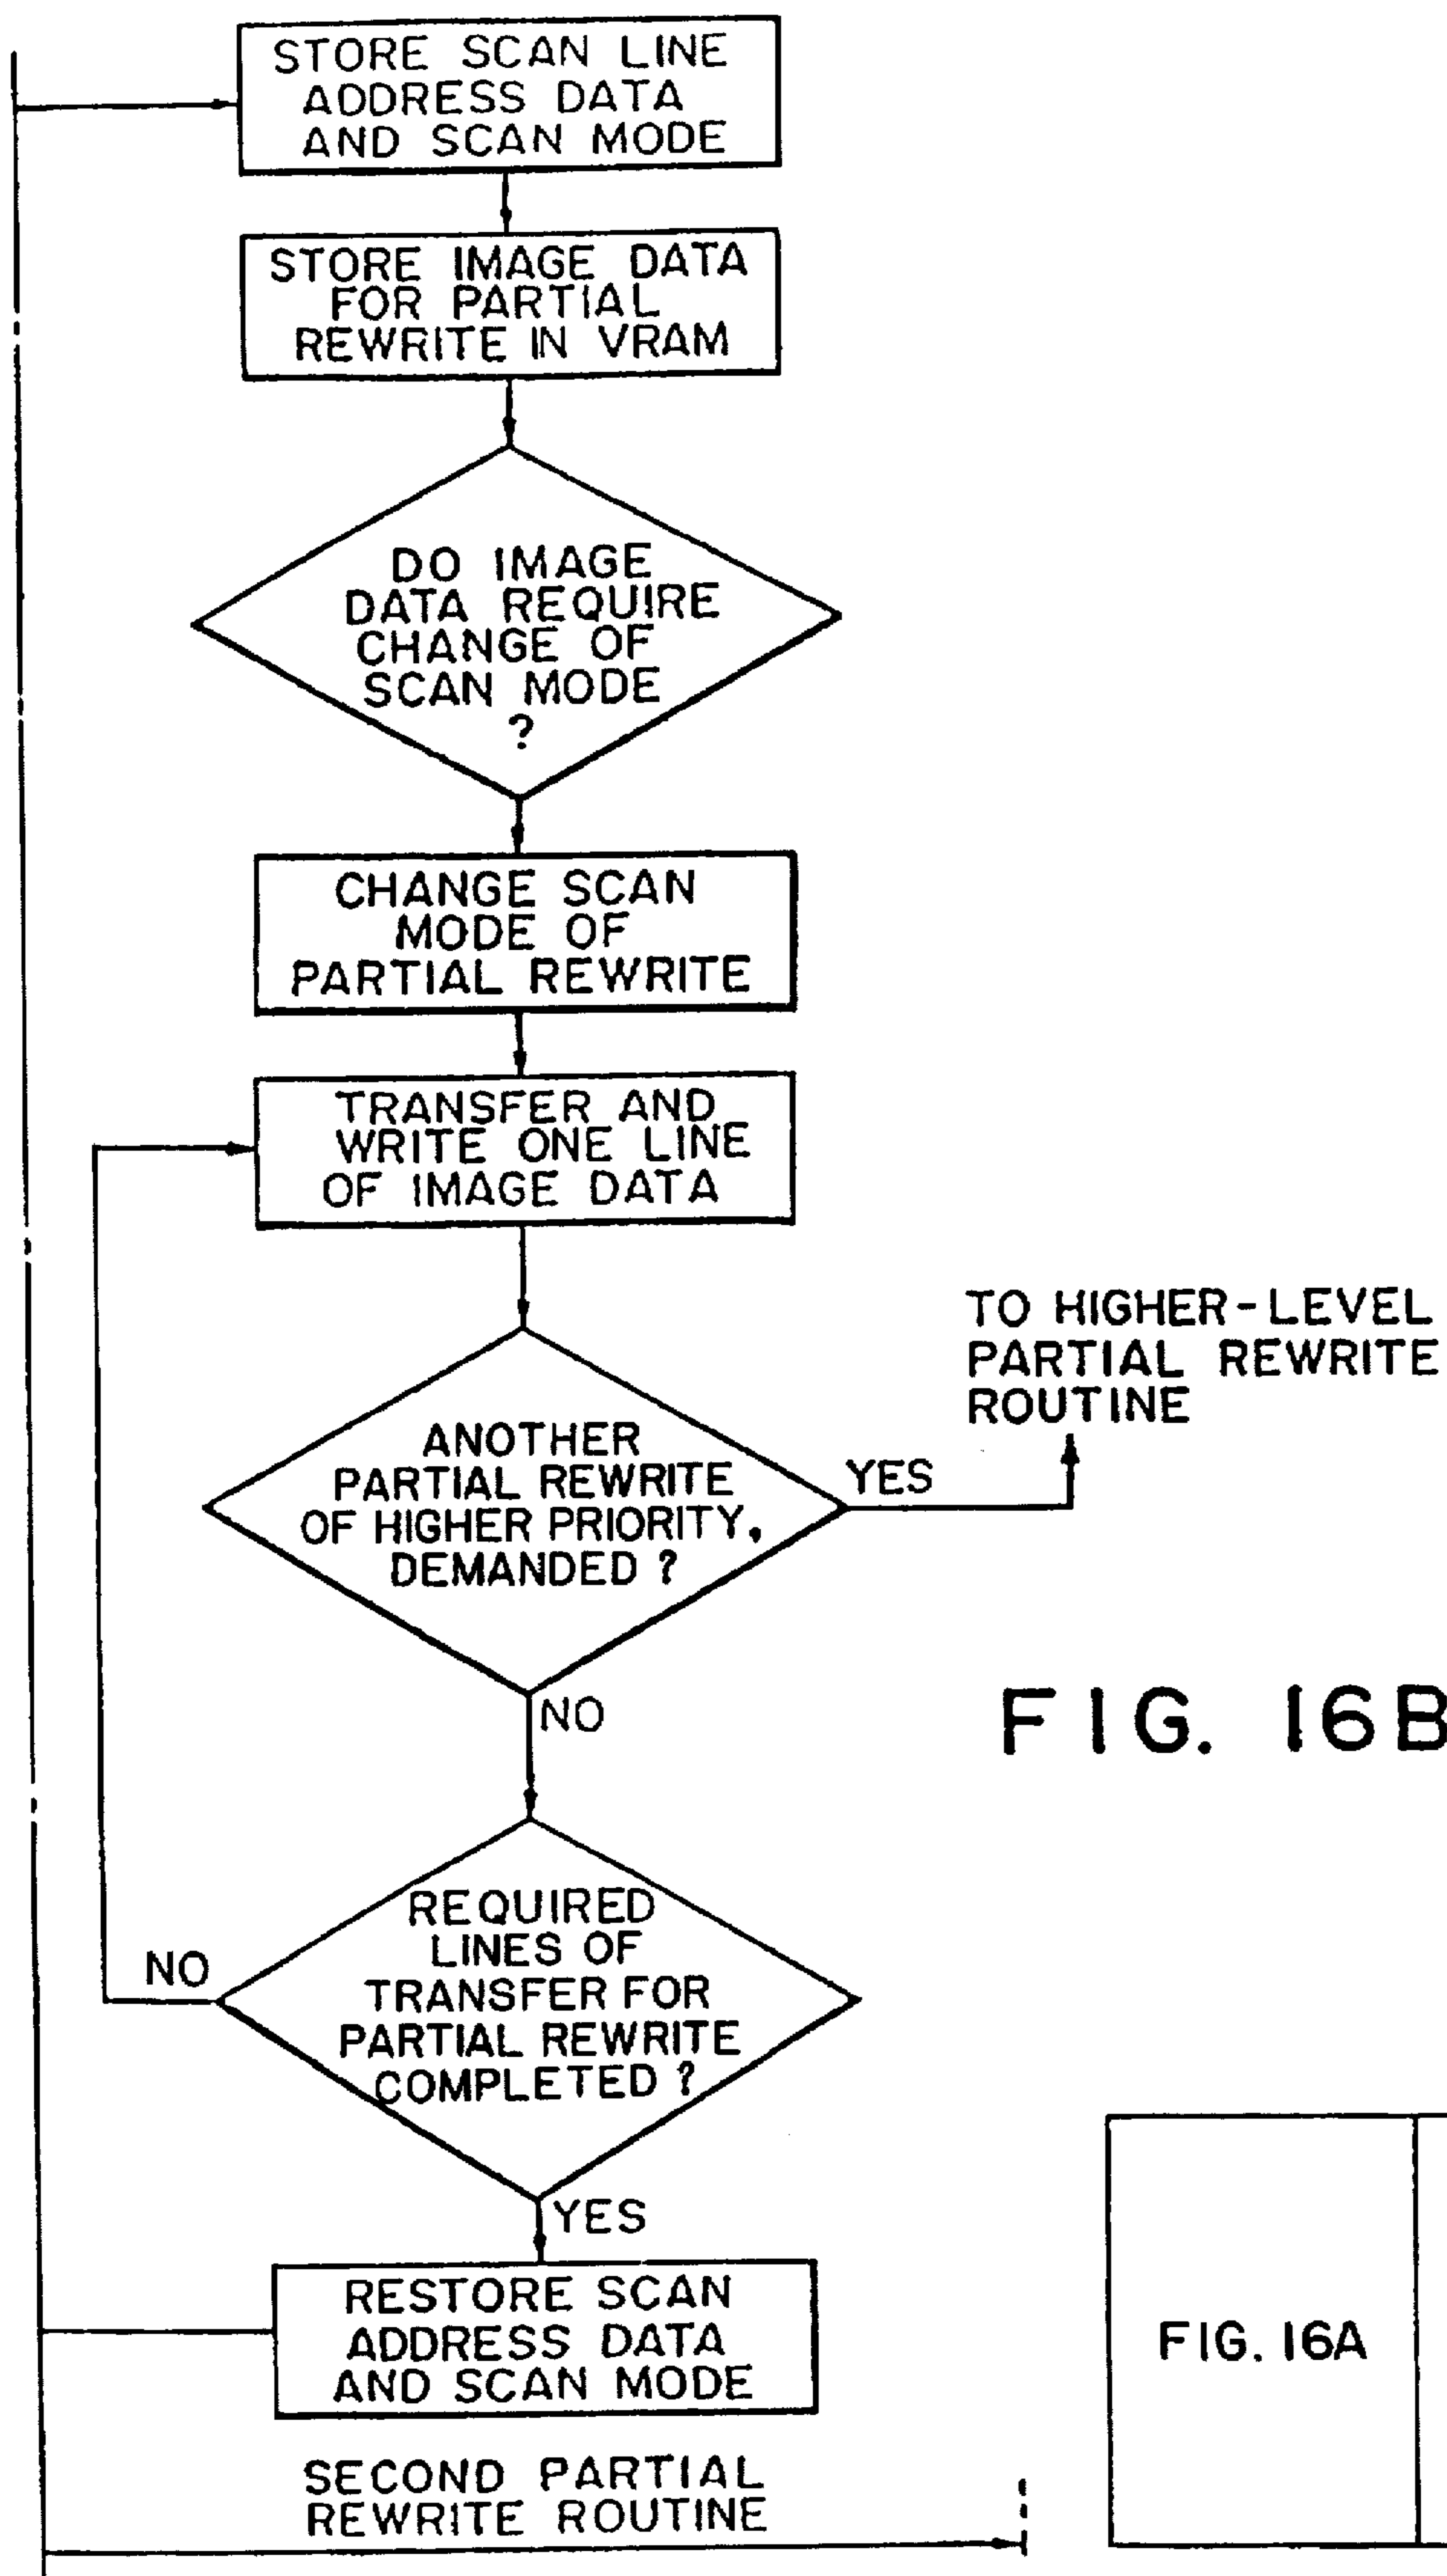 STORE SCAN LINE
ADDRESS DATA
AND SCAN MODE
STORE IMAGE DATA
FOR PARTIAL
REWRITE IN VRAM
DO IMAGE
DATA REQUIRE
CHANGE OF
SCAN MODE
?
CHANGE SCAN
MODE OF
PARTIAL REWRITE
TRANSFER AND
WRITE ONE LINE
OF IMAGE DATA
TO HIGHER-LEVEL
PARTIAL REWRITE
ROUTINE
ANOTHER
PARTIAL REWRITE
OF HIGHER PRIORITY,
DEMANDED ?
YES
NO
FIG. 16B
REQUIRED
LINES OF
TRANSFER FOR
PARTIAL REWRITE
COMPLETED ?
NO
YES
RESTORE SCAN
ADDRESS DATA
AND SCAN MODE
FIG. 16A
SECOND PARTIAL
REWRITE ROUTINE